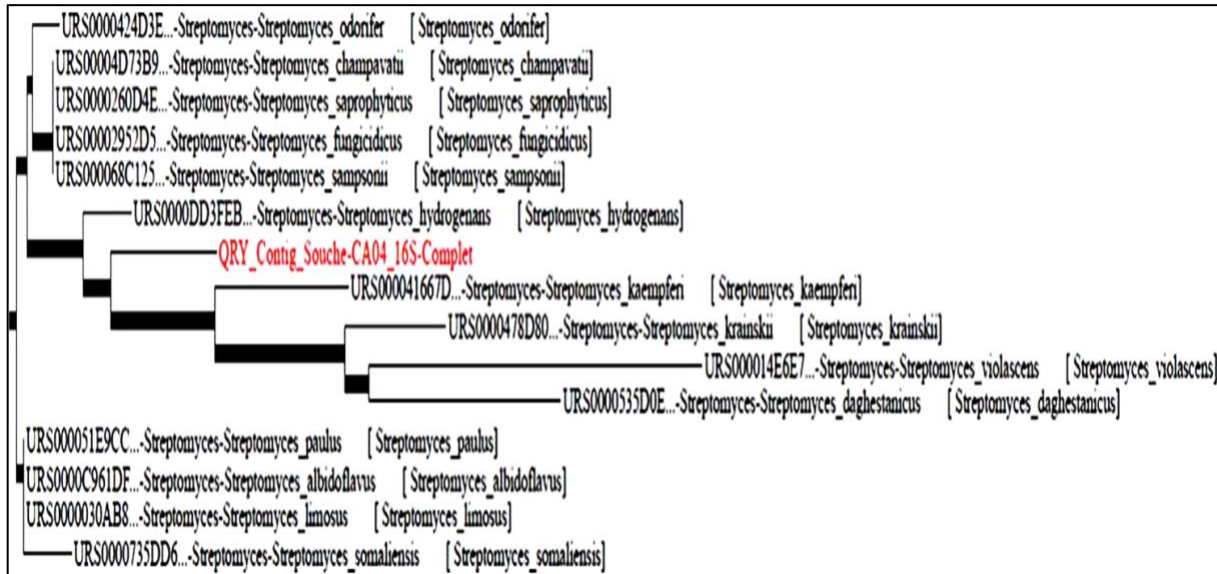 URS0000424D3E...-Streptomyces-Streptomyces_odorifer [ Streptomyces_odorifer]
URS00004D73B9...-Streptomyces-Streptomyces_champavatii [ Streptomyces_champavatii]
URS0000260D4E...-Streptomyces-Streptomyces_saprophyticus [ Streptomyces_saprophyticus]
URS00002952D5...-Streptomyces-Streptomyces_fungicidicus [ Streptomyces_fungicidicus]
URS000068C125...-Streptomyces-Streptomyces_sampsonii [ Streptomyces_sampsonii]
URS0000DD3FEB...-Streptomyces-Streptomyces_hydrogenans [ Streptomyces_hydrogenans]
QRY_Contig_Souche-CA04_16S-Complet
URS000041667D...-Streptomyces-Streptomyces_kaempferi [ Streptomyces_kaempferi]
URS0000478D80...-Streptomyces-Streptomyces_krainskii [ Streptomyces_krainskii]
URS000014E6E7...-Streptomyces-Streptomyces_violascens [ Streptomyces_violascens]
URS0000535D0E...-Streptomyces-Streptomyces_daghestanicus [ Streptomyces_daghestanicus]
URS000051E9CC...-Streptomyces-Streptomyces_paulus [ Streptomyces_paulus]
URS0000C961DF...-Streptomyces-Streptomyces_albidoflavus [ Streptomyces_albidoflavus]
URS0000030AB8...-Streptomyces-Streptomyces_limosus [ Streptomyces_limosus]
URS0000735DD6...-Streptomyces-Streptomyces_somaliensis [ Streptomyces_somaliensis]